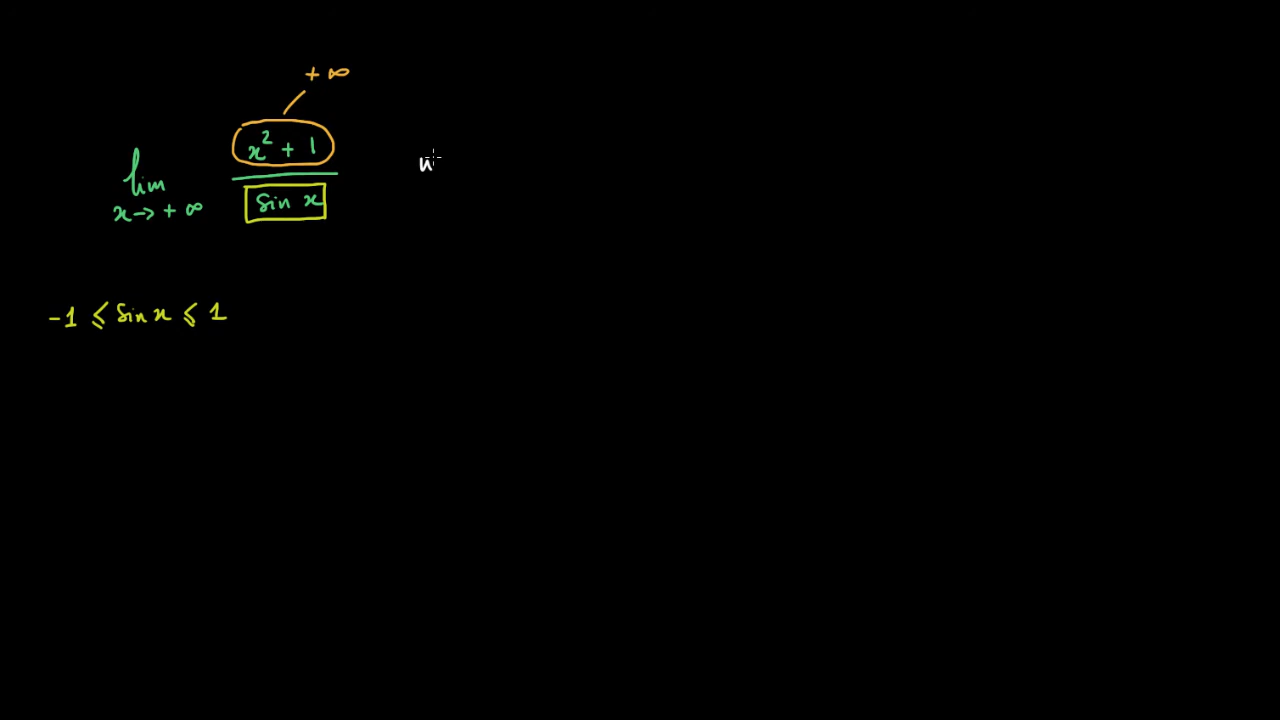 + ∞
lim x→ + ∞ (x² + 1) / (sin x)
-1 ≤ sin x ≤ 1